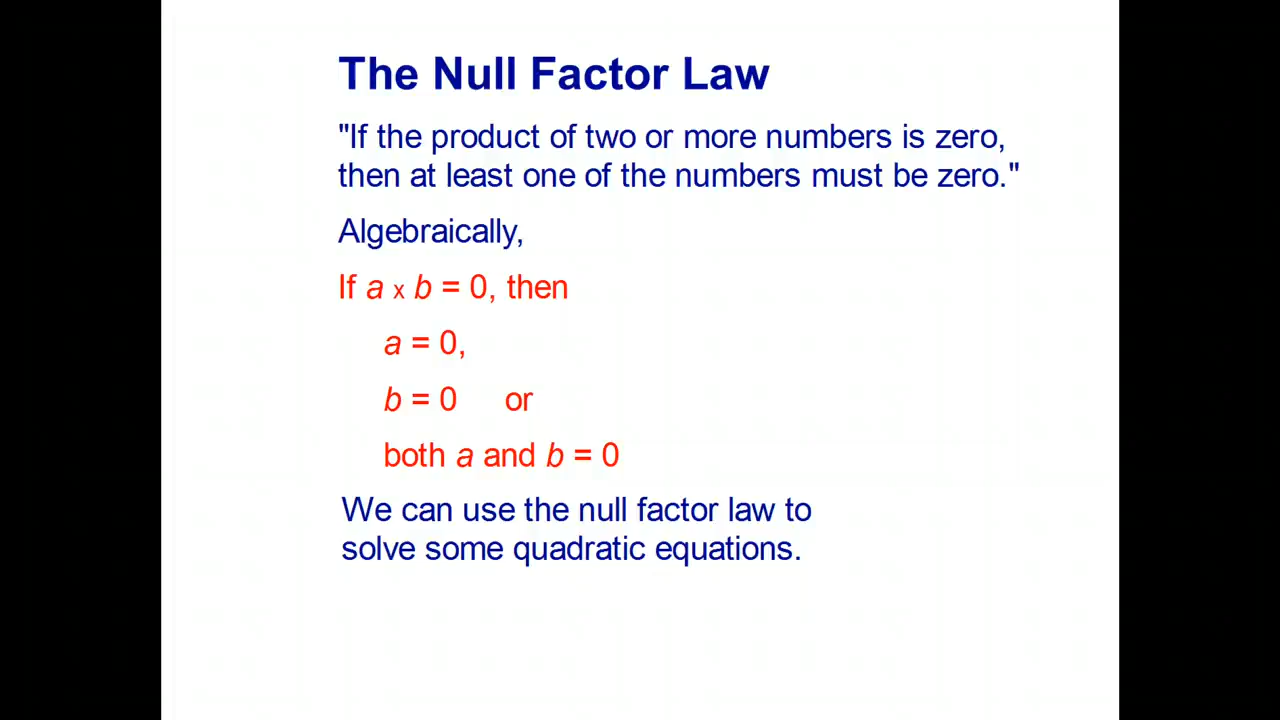 The Null Factor Law
"If the product of two or more numbers is zero,
then at least one of the numbers must be zero."
Algebraically,
If a x b = 0, then
a = 0,
b = 0 or
both a and b = 0
We can use the null factor law to
solve some quadratic equations.